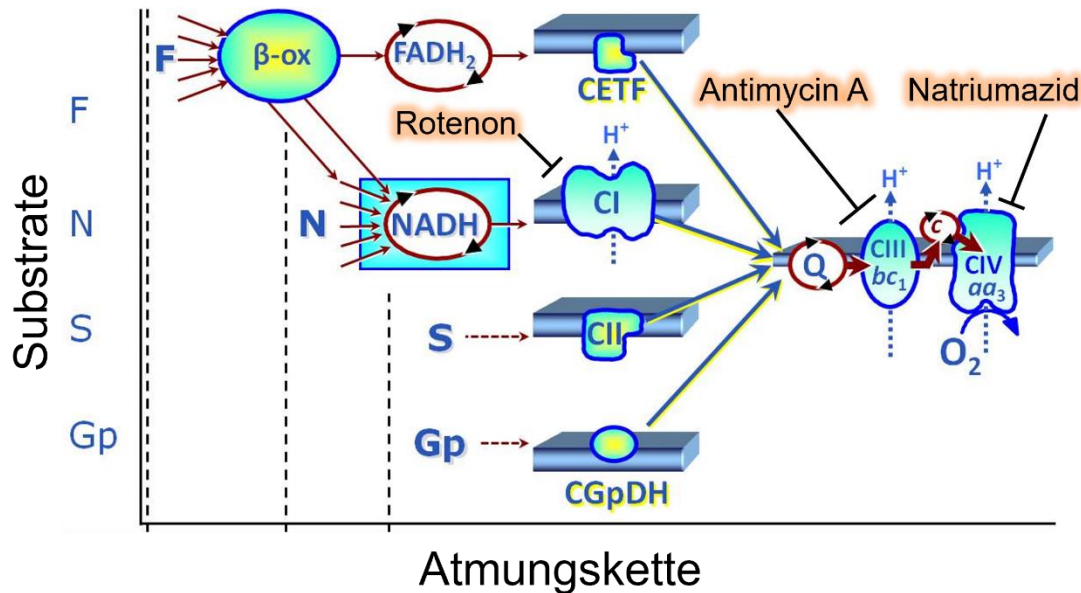 F
β-ox
FADH₂
CETF
Antimycin A
Natriumazid
Rotenon
F
H⁺
H⁺
H⁺
N
N
NADH
CI
Q
CIII
bc₁
c
CIV
aa₃
O₂
S
S
CII
Gp
Gp
CGpDH
Substrate
Atmungskette